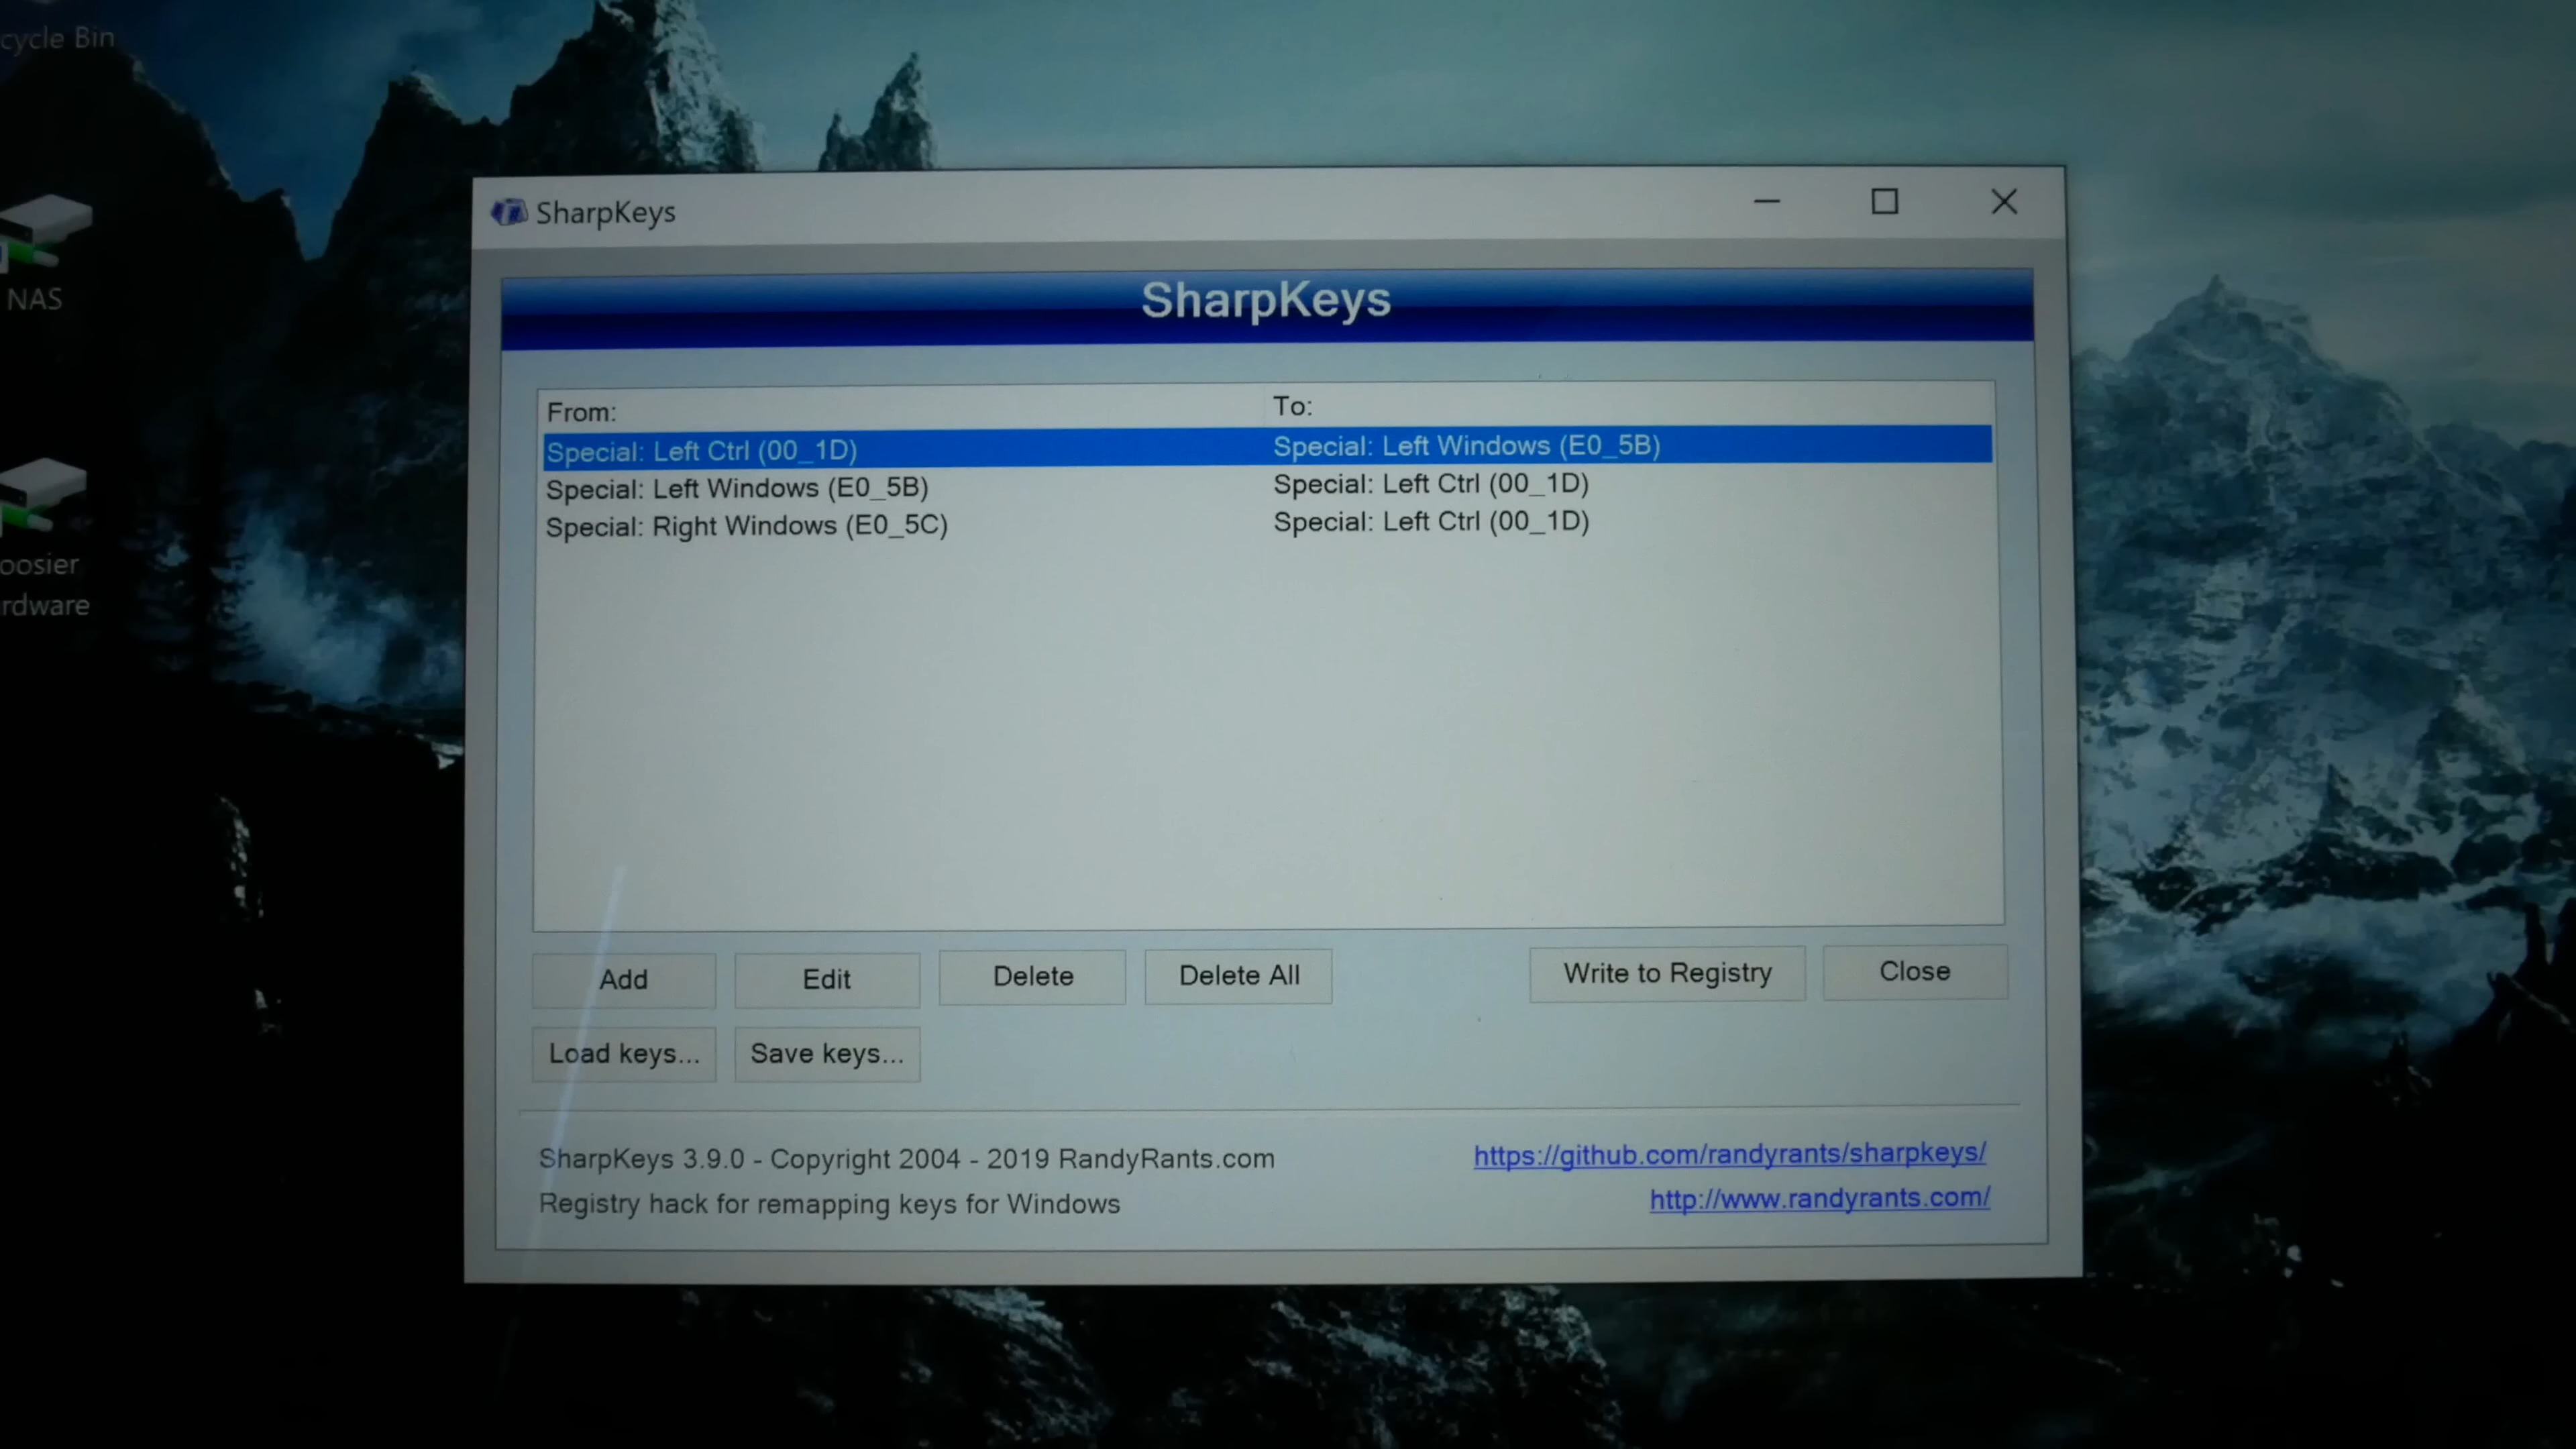 cycle Bin
NAS
oosier
rdware
SharpKeys
SharpKeys
From: To:
Special: Left Ctrl (00_1D) Special: Left Windows (E0_5B)
Special: Left Windows (E0_5B) Special: Left Ctrl (00_1D)
Special: Right Windows (E0_5C) Special: Left Ctrl (00_1D)
Add Edit Delete Delete All Write to Registry Close
Load keys... Save keys...
SharpKeys 3.9.0 - Copyright 2004 - 2019 RandyRants.com https://github.com/randyrants/sharpkeys/
Registry hack for remapping keys for Windows http://www.randyrants.com/